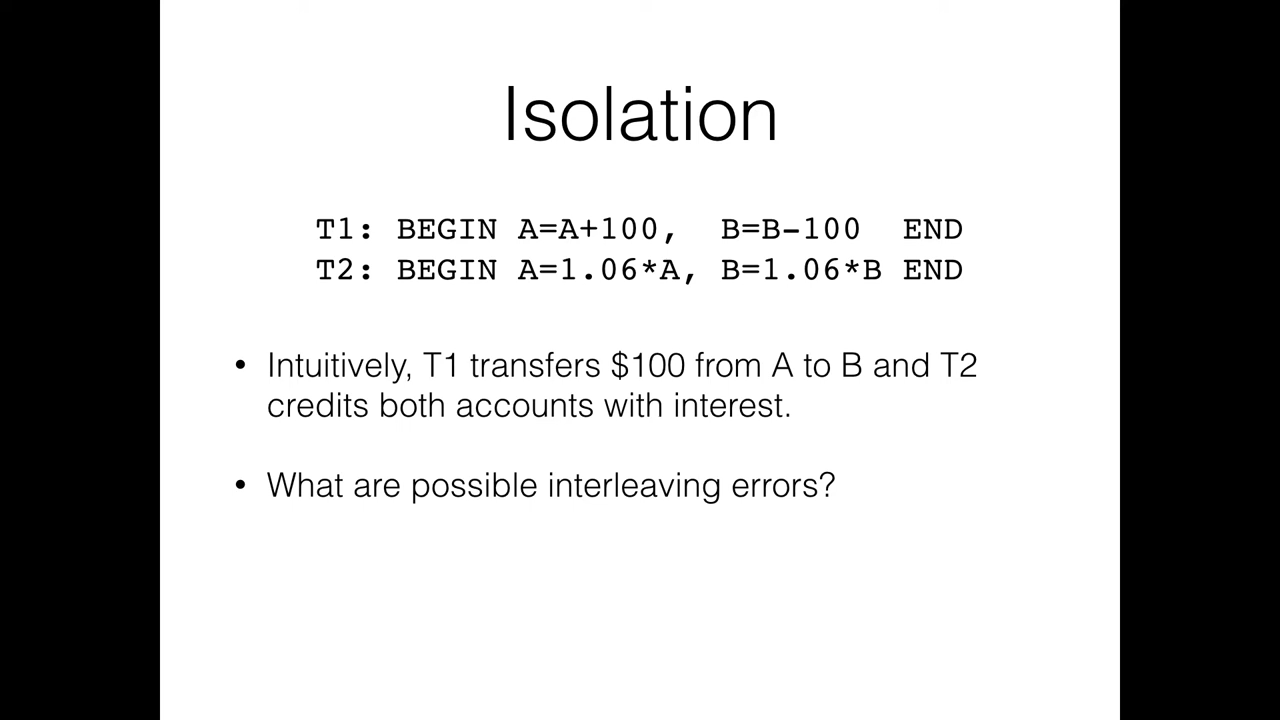 Isolation
T1: BEGIN A=A+100, B=B-100 END
T2: BEGIN A=1.06*A, B=1.06*B END
• Intuitively, T1 transfers $100 from A to B and T2
credits both accounts with interest.
• What are possible interleaving errors?